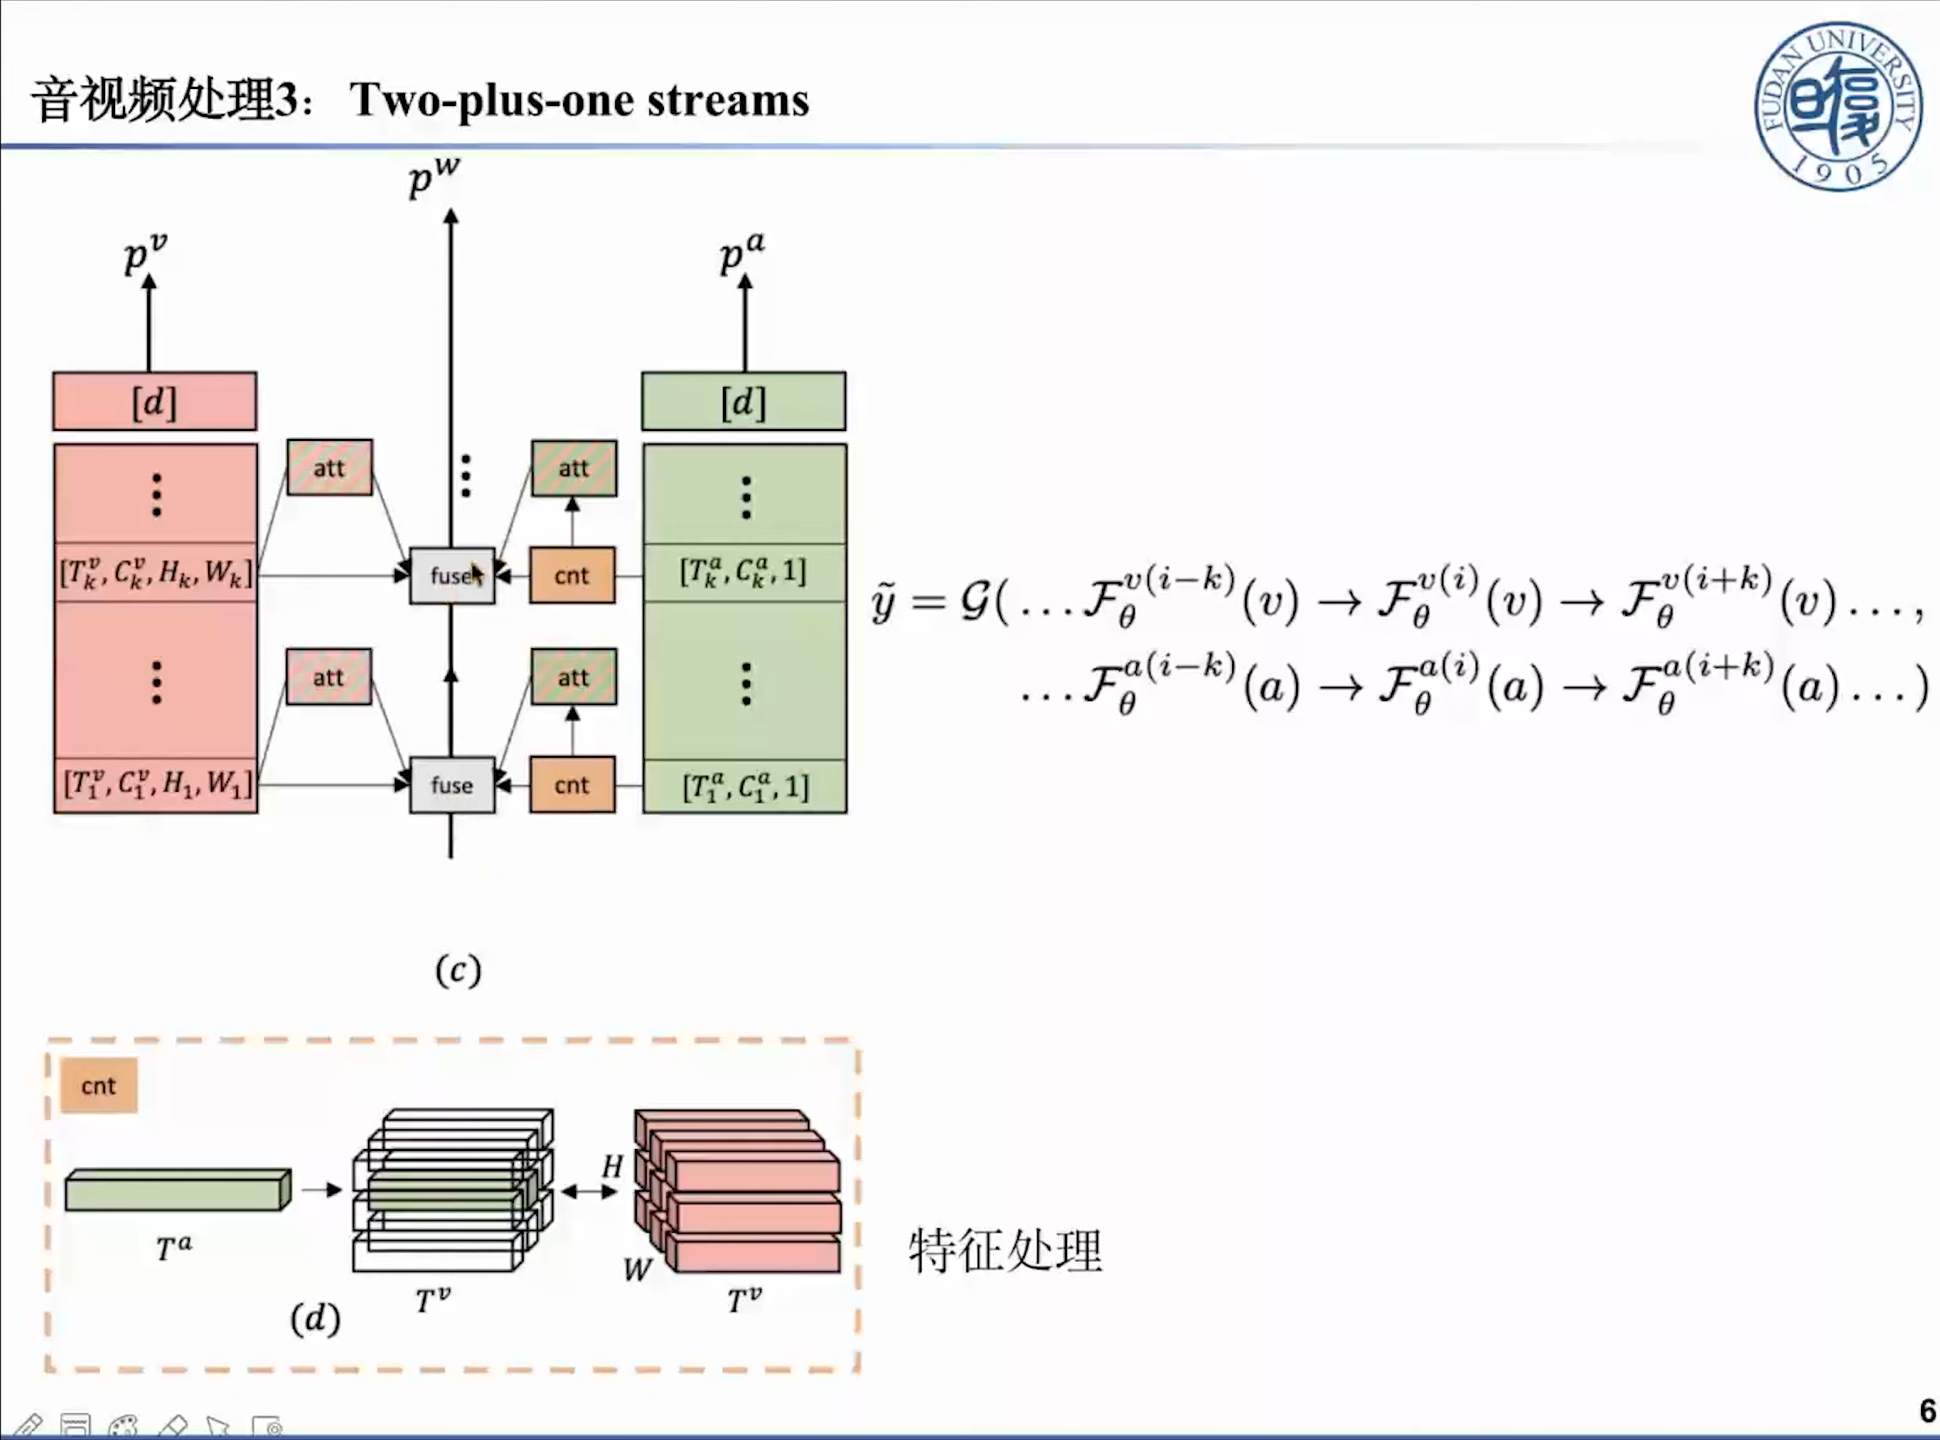 音视频处理3: Two-plus-one streams
FUDAN UNIVERSITY
1905
p^w
p^v
p^a
[d]
[d]
att
att
[T_k^v, C_k^v, H_k, W_k]
fuse
cnt
[T_k^a, C_k^a, 1]
att
att
[T_1^v, C_1^v, H_1, W_1]
fuse
cnt
[T_1^a, C_1^a, 1]
(c)
ỹ = G( ... F_θ^{v(i−k)}(v) → F_θ^{v(i)}(v) → F_θ^{v(i+k)}(v) ... ,
... F_θ^{a(i−k)}(a) → F_θ^{a(i)}(a) → F_θ^{a(i+k)}(a) ... )
cnt
H
W
T^a
T^v
T^v
(d)
特征处理
6